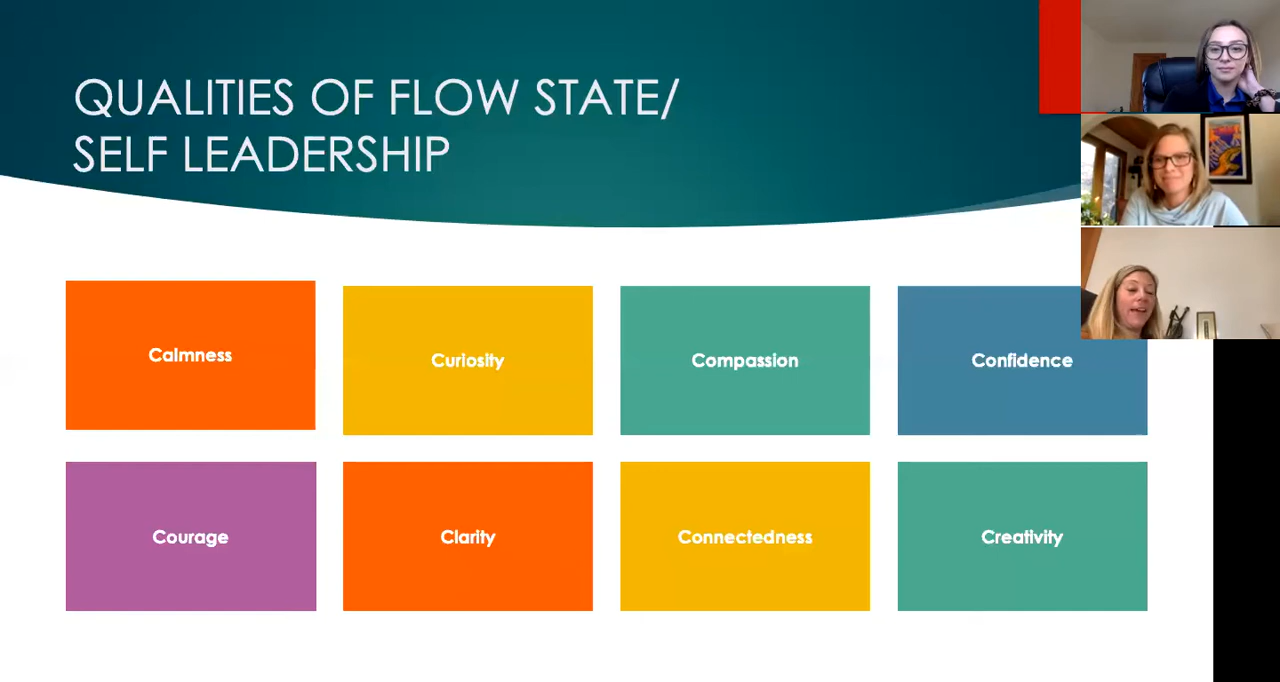 QUALITIES OF FLOW STATE/
SELF LEADERSHIP
Calmness
Curiosity
Compassion
Confidence
Courage
Clarity
Connectedness
Creativity